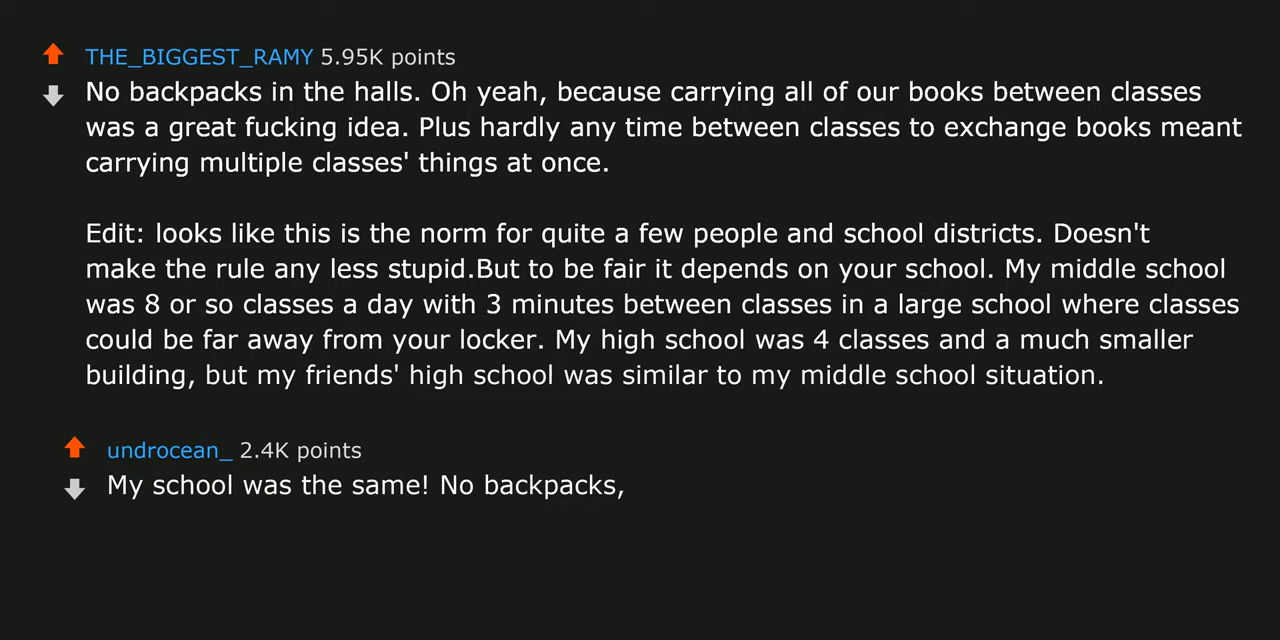 THE_BIGGEST_RAMY 5.95K points
No backpacks in the halls. Oh yeah, because carrying all of our books between classes
was a great fucking idea. Plus hardly any time between classes to exchange books meant
carrying multiple classes' things at once.
Edit: looks like this is the norm for quite a few people and school districts. Doesn't
make the rule any less stupid.But to be fair it depends on your school. My middle school
was 8 or so classes a day with 3 minutes between classes in a large school where classes
could be far away from your locker. My high school was 4 classes and a much smaller
building, but my friends' high school was similar to my middle school situation.
undrocean_ 2.4K points
My school was the same! No backpacks,